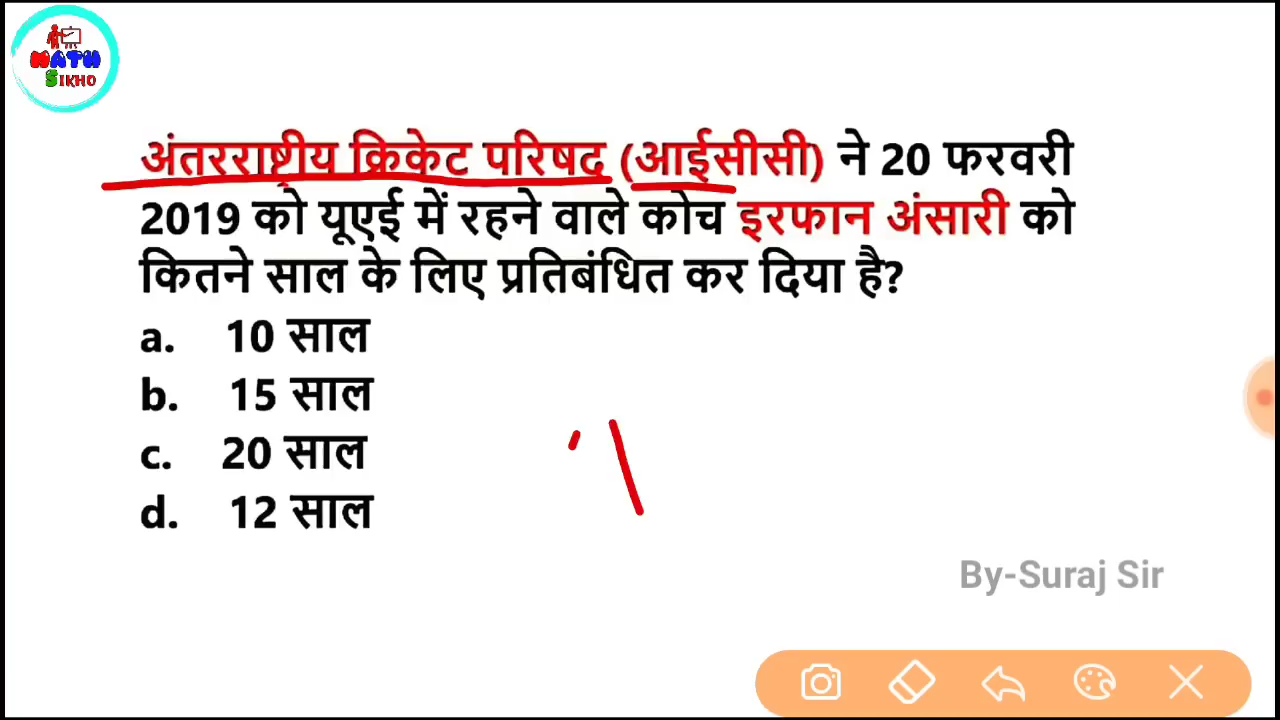 MATH
SIKHO
अंतरराष्ट्रीय क्रिकेट परिषद (आईसीसी) ने 20 फरवरी
2019 को यूएई में रहने वाले कोच इरफान अंसारी को
कितने साल के लिए प्रतिबंधित कर दिया है?
a. 10 साल
b. 15 साल
c. 20 साल
d. 12 साल
By-Suraj Sir